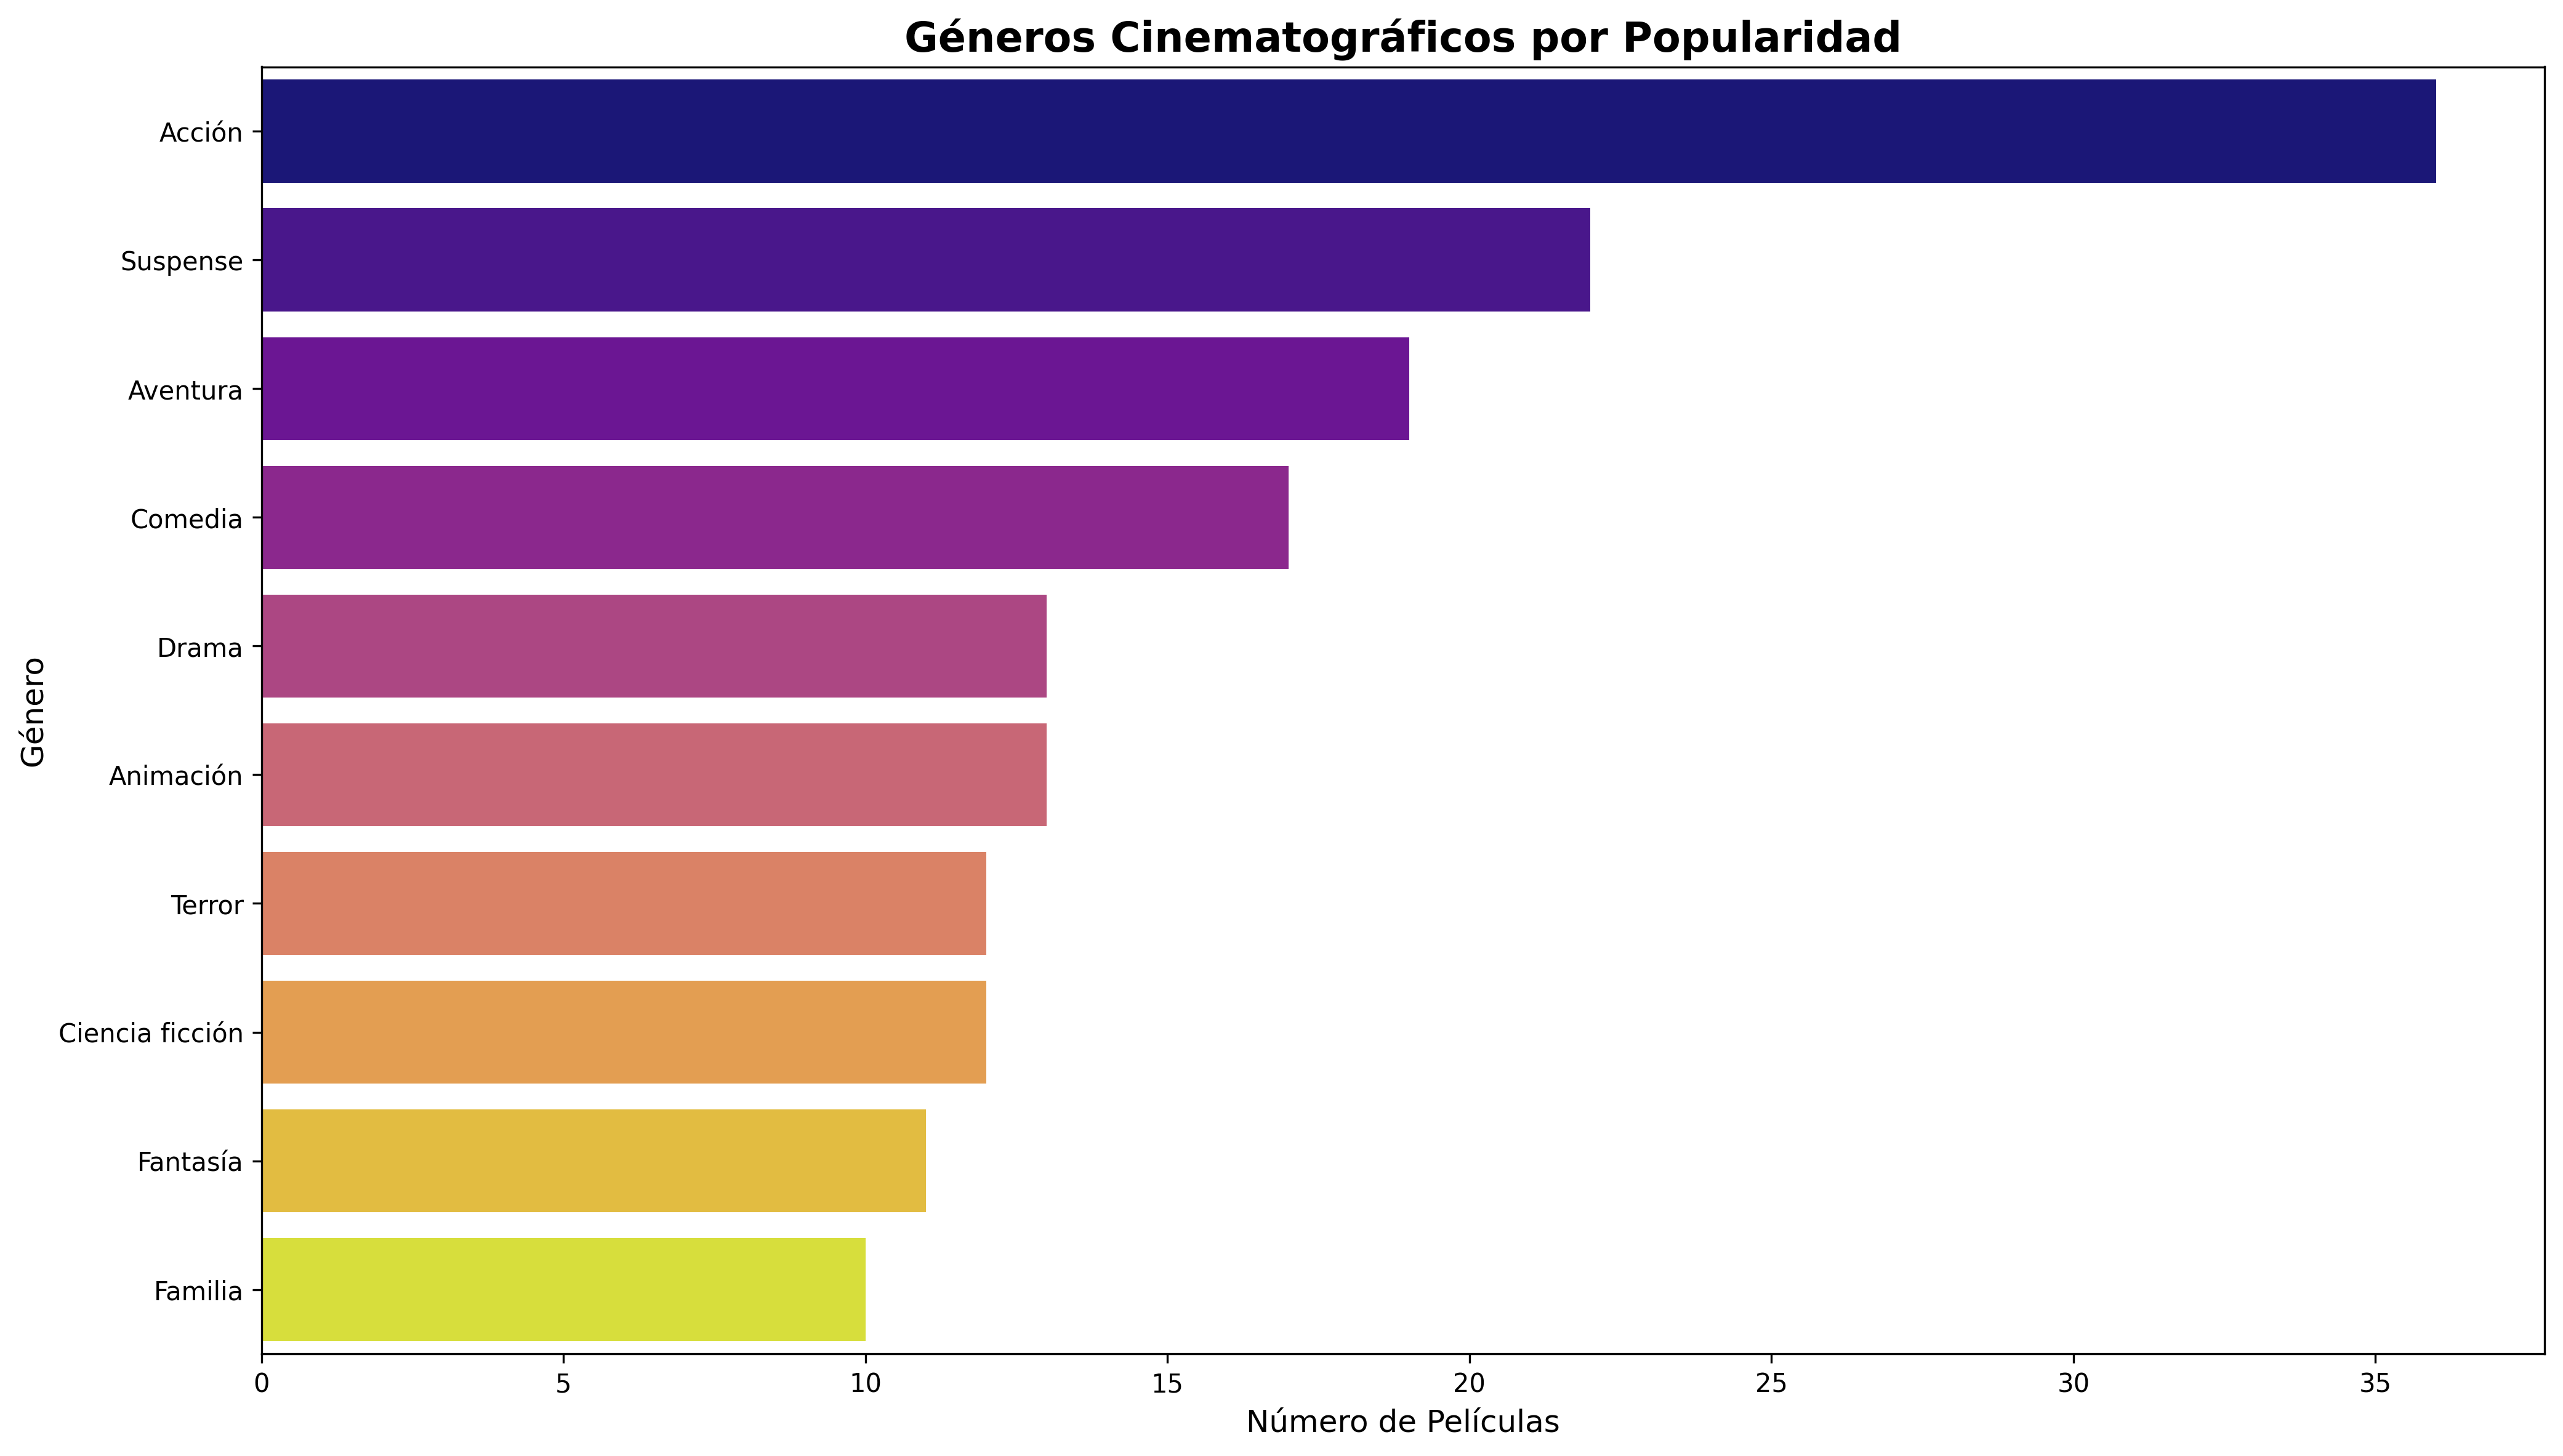 Géneros Cinematográficos por Popularidad
Acción
Suspense
Aventura
Comedia
Drama
Animación
Terror
Ciencia ficción
Fantasía
Familia
Género
0 5 10 15 20 25 30 35
Número de Películas